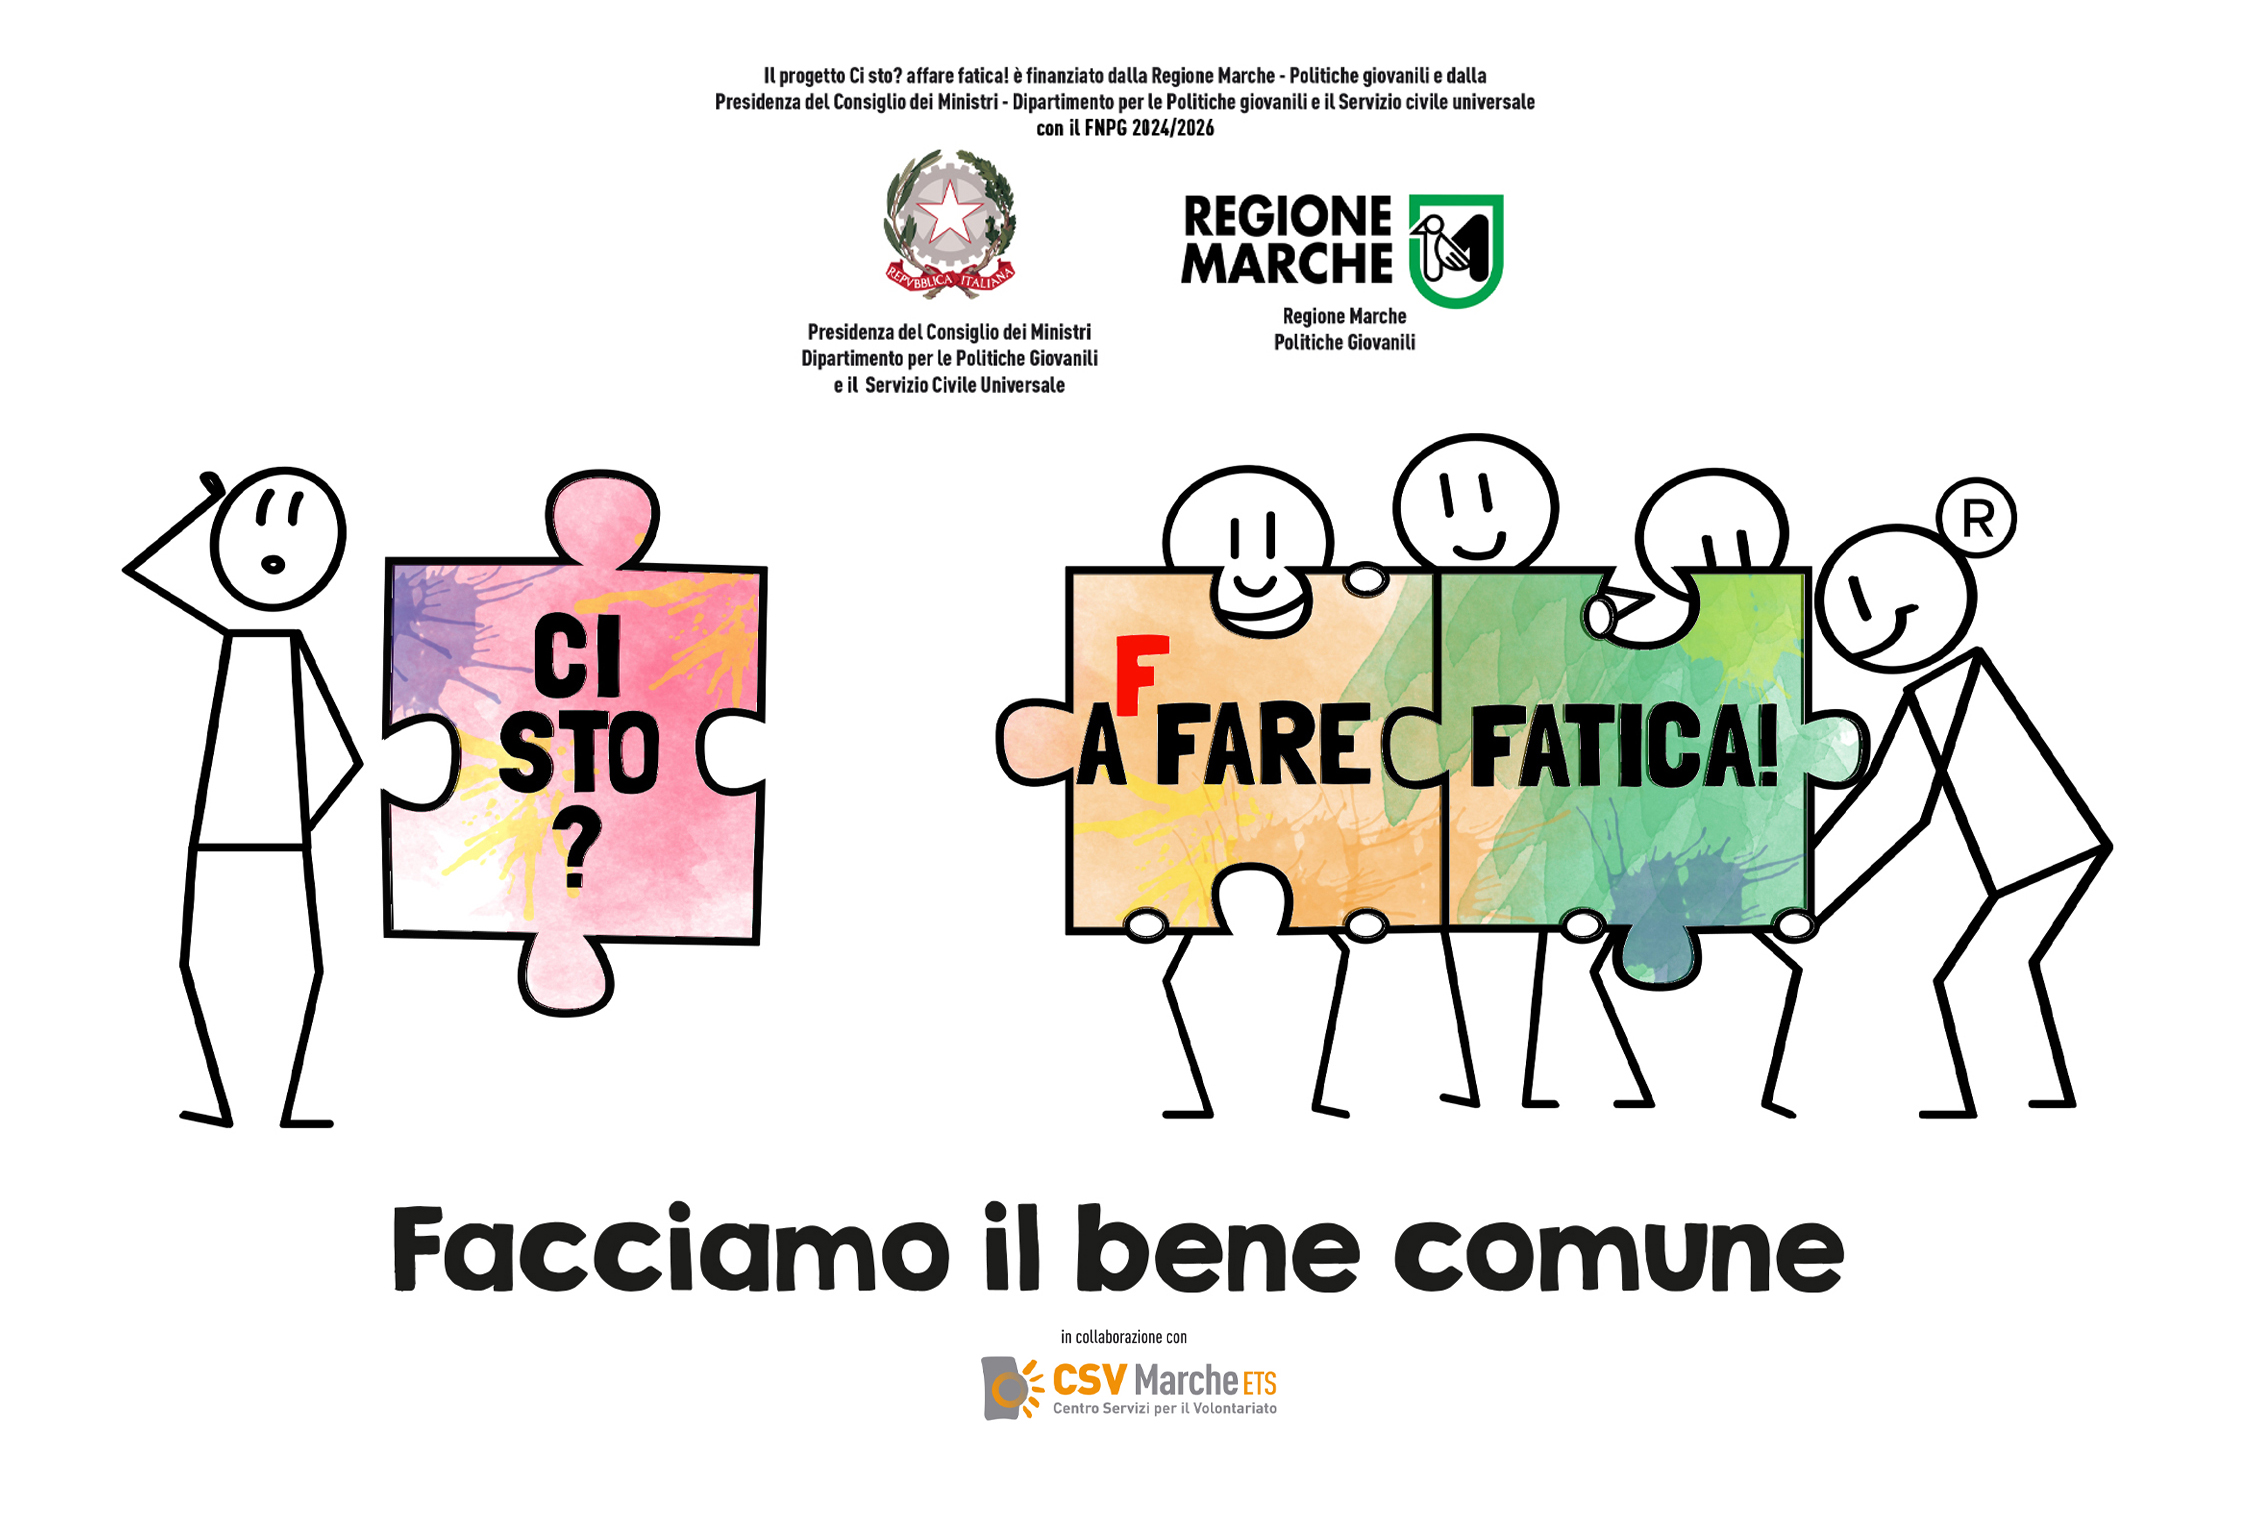 Il progetto Ci sto? affare fatica! è finanziato dalla Regione Marche - Politiche giovanili e dalla
Presidenza del Consiglio dei Ministri - Dipartimento per le Politiche giovanili e il Servizio civile universale
con il FNPG 2024/2026
REPVBBLICA ITALIANA
REGIONE
MARCHE
Presidenza del Consiglio dei Ministri
Dipartimento per le Politiche Giovanili
e il Servizio Civile Universale
Regione Marche
Politiche Giovanili
CI
STO
?
F
A FARE FATICA!
R
Facciamo il bene comune
in collaborazione con
CSV Marche ETS
Centro Servizi per il Volontariato